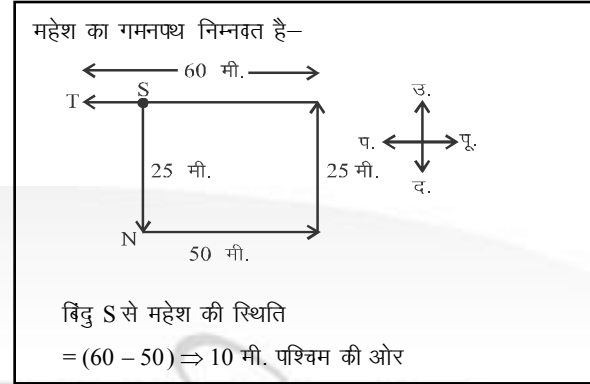 महेश का गमनपथ निम्नवत है–
60 मी.
T
S
उ.
प.
पू.
द.
25 मी.
25 मी.
N
50 मी.
बिंदु S से महेश की स्थिति
= (60 – 50) ⇒ 10 मी. पश्चिम की ओर